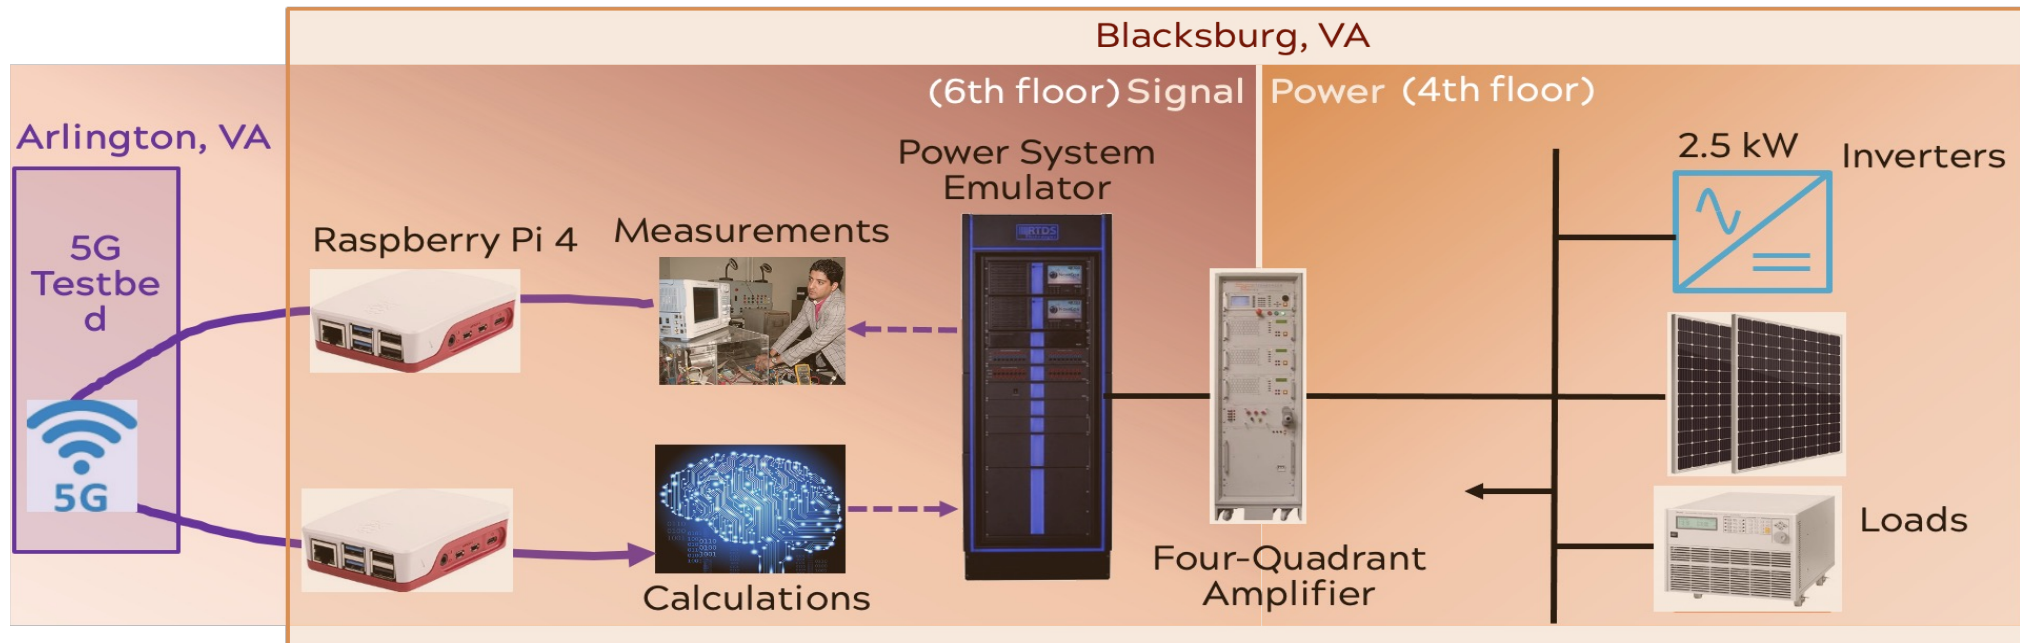 Blacksburg, VA
(6th floor) Signal
Power (4th floor)
Arlington, VA
5G
Testbe
d
5G
Raspberry Pi 4
Measurements
Calculations
Power System
Emulator
RTDS
Four-Quadrant
Amplifier
2.5 kW
Inverters
Loads